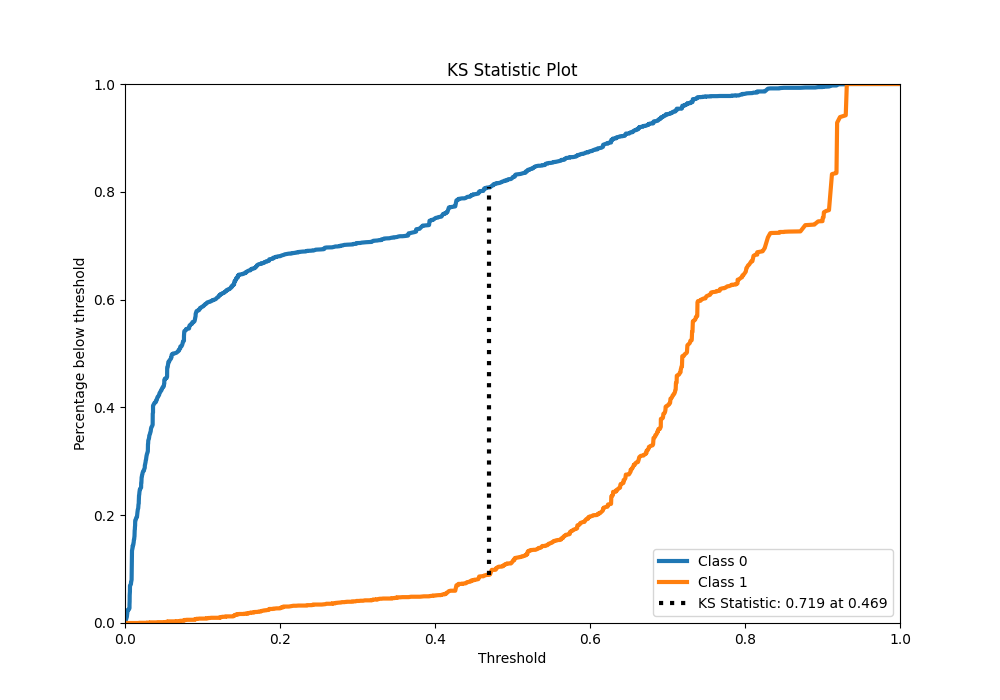 KS Statistic Plot
1.0
0.8
0.6
0.4
0.2
0.0
Percentage below threshold
0.0 0.2 0.4 0.6 0.8 1.0
Threshold
Class 0
Class 1
KS Statistic: 0.719 at 0.469